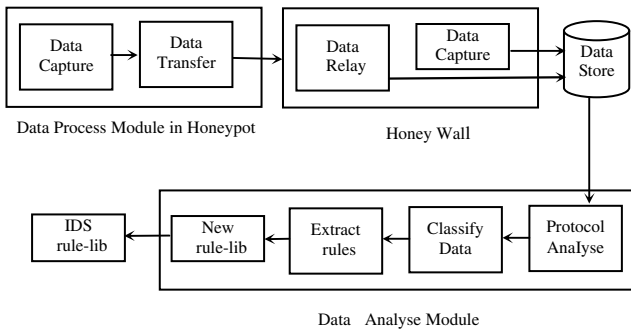 Data
Capture
Data
Transfer
Data
Relay
Data
Capture
Data
Store
Data Process Module in Honeypot
Honey Wall
IDS
rule-lib
New
rule-lib
Extract
rules
Classify
Data
Protocol
Analyse
Data Analyse Module